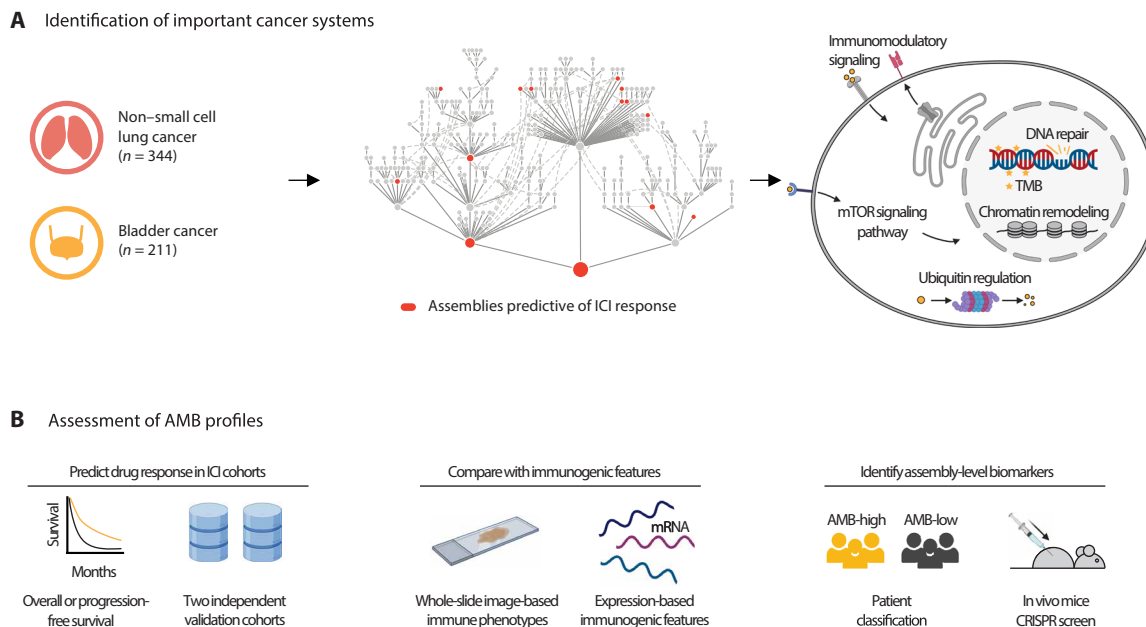 A Identification of important cancer systems
Non–small cell
lung cancer
(n = 344)
Bladder cancer
(n = 211)
Assemblies predictive of ICI response
Immunomodulatory
signaling
DNA repair
TMB
mTOR signaling
pathway
Chromatin remodeling
Ubiquitin regulation
B Assessment of AMB profiles
Predict drug response in ICI cohorts
Survival
Months
Overall or progression-
free survival
Two independent
validation cohorts
Compare with immunogenic features
mRNA
Whole-slide image-based
immune phenotypes
Expression-based
immunogenic features
Identify assembly-level biomarkers
AMB-high
AMB-low
Patient
classification
In vivo mice
CRISPR screen